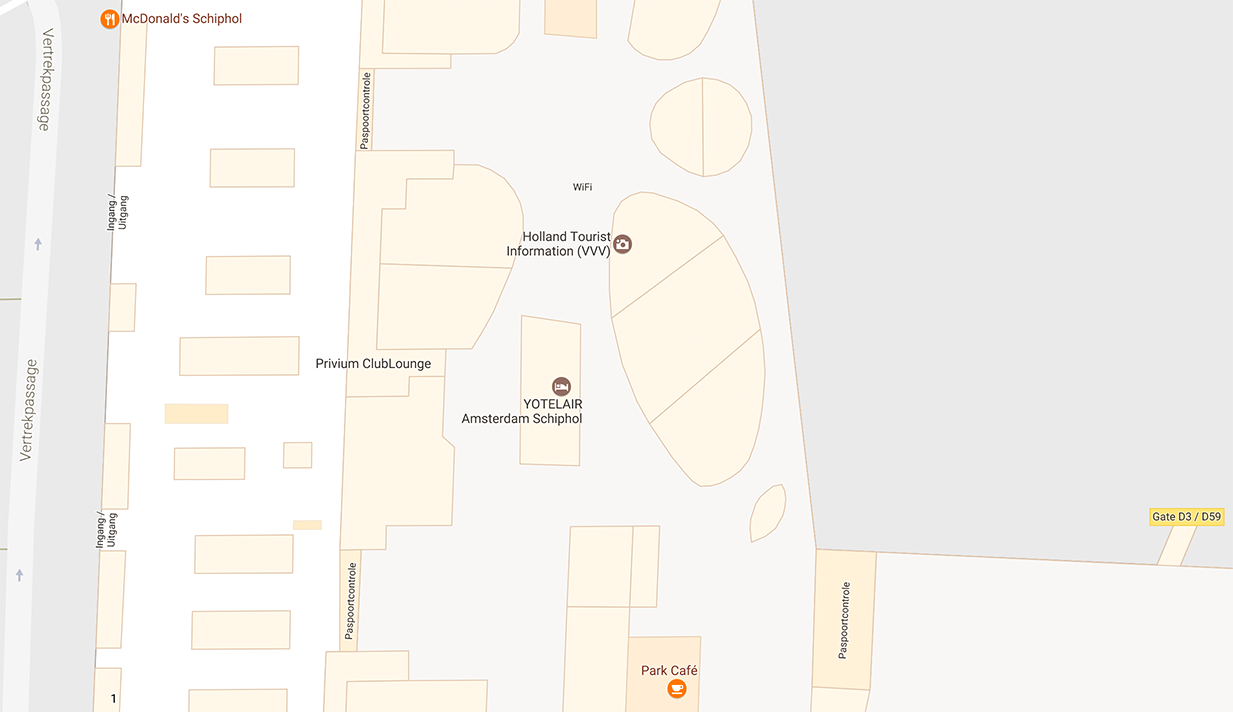 McDonald's Schiphol
Vertrekpassage
Paspoortcontrole
WiFi
Ingang /
Uitgang
Holland Tourist
Information (VVV)
Privium ClubLounge
YOTELAIR
Amsterdam Schiphol
Vertrekpassage
Ingang /
Uitgang
Gate D3 / D59
Paspoortcontrole
Paspoortcontrole
Park Café
1